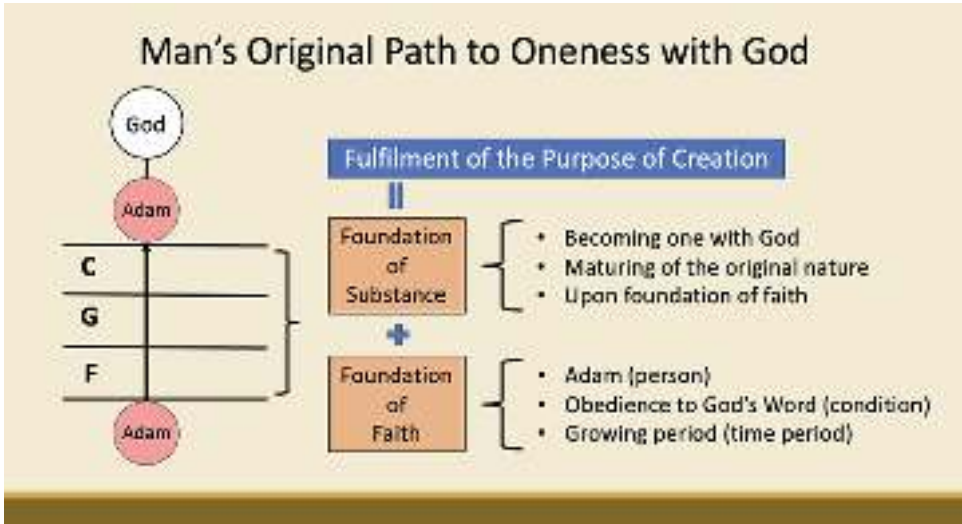 Man's Original Path to Oneness with God
God
Adam
C
G
F
Adam
Fulfilment of the Purpose of Creation
=
Foundation
of
Substance
• Becoming one with God
• Maturing of the original nature
• Upon foundation of faith
+
Foundation
of
Faith
• Adam (person)
• Obedience to God's Word (condition)
• Growing period (time period)